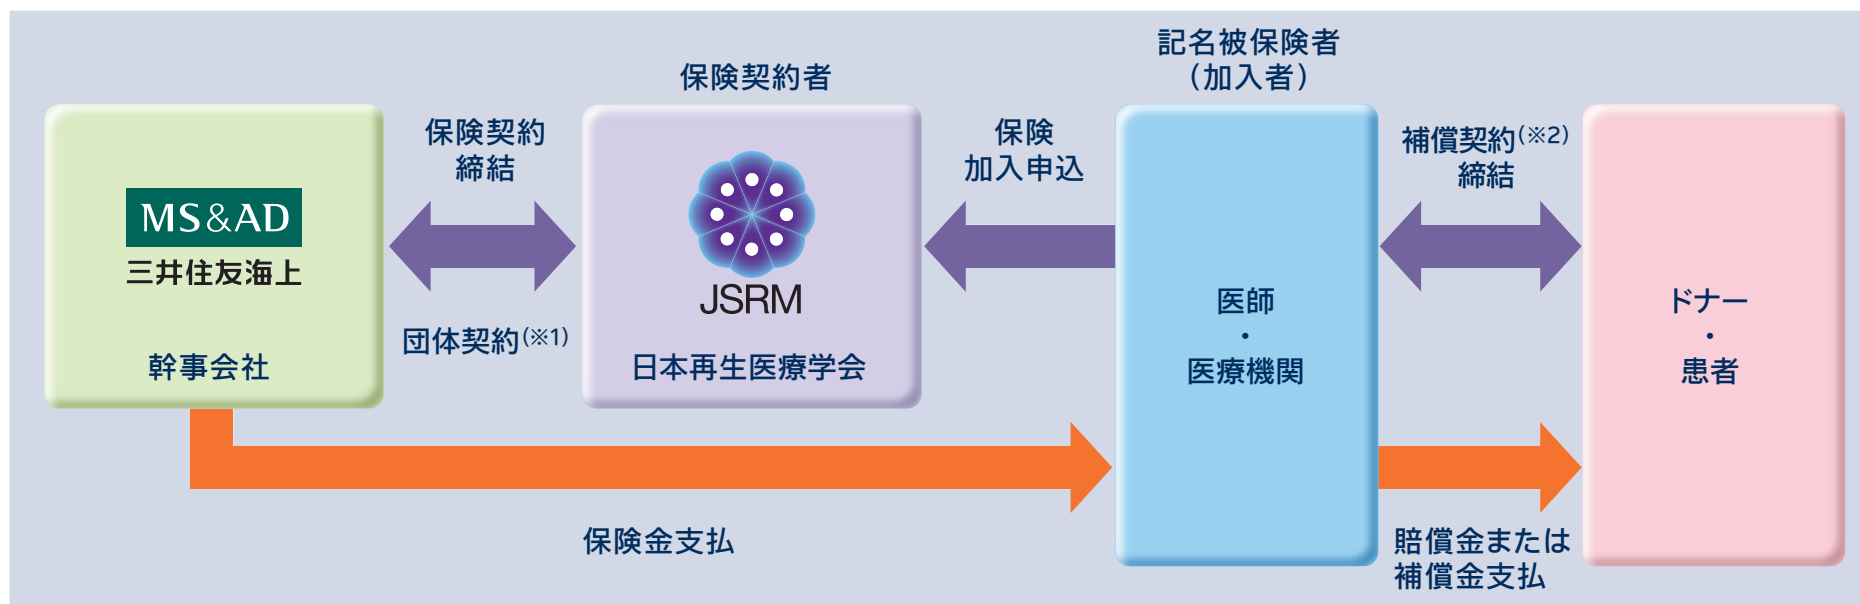 保険契約者
記名被保険者
（加入者）
保険契約
締結
保険
加入申込
補償契約(※2)
締結
MS&AD
三井住友海上
幹事会社
団体契約(※1)
JSRM
日本再生医療学会
医師
・
医療機関
ドナー
・
患者
保険金支払
賠償金または
補償金支払